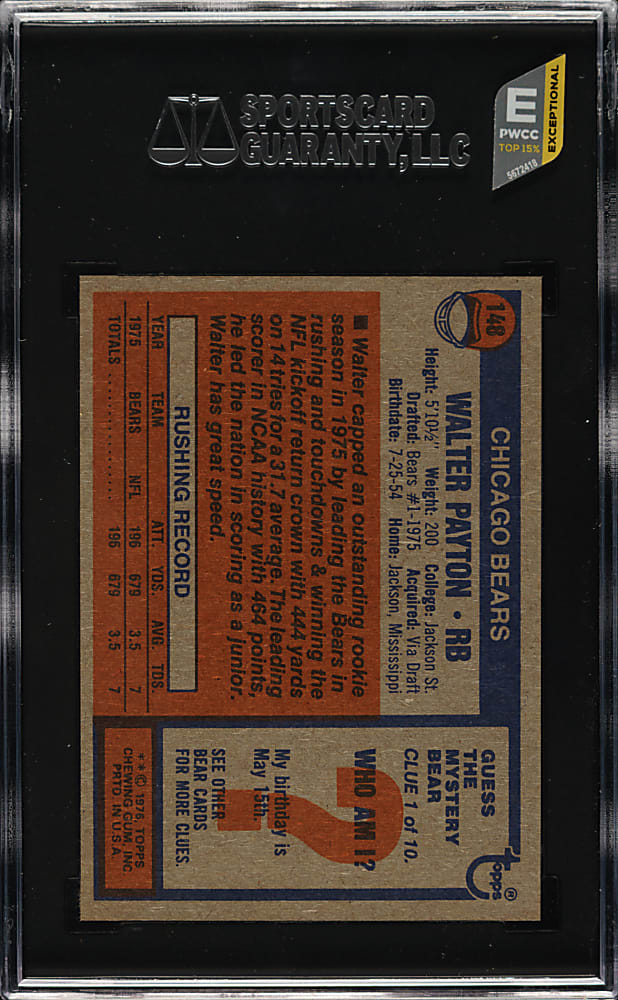 SPORTSCARD
GUARANTY, LLC
E
PWCC
TOP 15%
EXCEPTIONAL
5672418
148
CHICAGO BEARS
WALTER PAYTON • RB
Height: 5'10½" Weight: 200 College: Jackson St.
Drafted: Bears #1-1975 Acquired: Via Draft
Birthdate: 7-25-54 Home: Jackson, Mississippi
■ Walter capped an outstanding rookie
season in 1975 by leading the Bears in
rushing and touchdowns & winning the
NFL kickoff return crown with 444 yards
on 14 tries for a 31.7 average. The leading
scorer in NCAA history with 464 points,
he led the nation in scoring as a junior.
Walter has great speed.
RUSHING RECORD
YEAR TEAM ATT. YDS. AVG. TDS.
1975 BEARS NFL 196 679 3.5 7
TOTALS .................. 196 679 3.5 7
topps®
GUESS
THE
MYSTERY
BEAR
CLUE 1 of 10.
?
WHO AM I?
My birthday is
May 15th.
SEE OTHER
BEAR CARDS
FOR MORE CLUES.
**© 1976, TOPPS
CHEWING GUM, INC
PRTD. IN U.S.A.